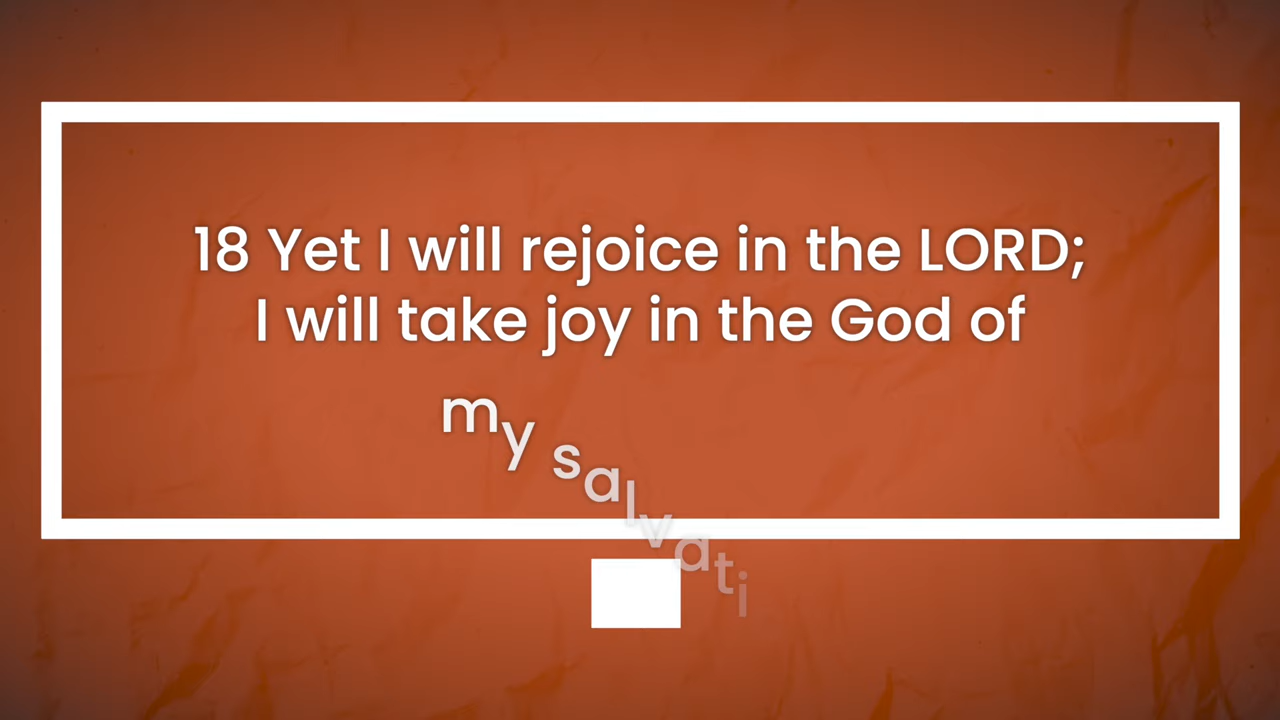 18 Yet I will rejoice in the LORD;
I will take joy in the God of
my salvati